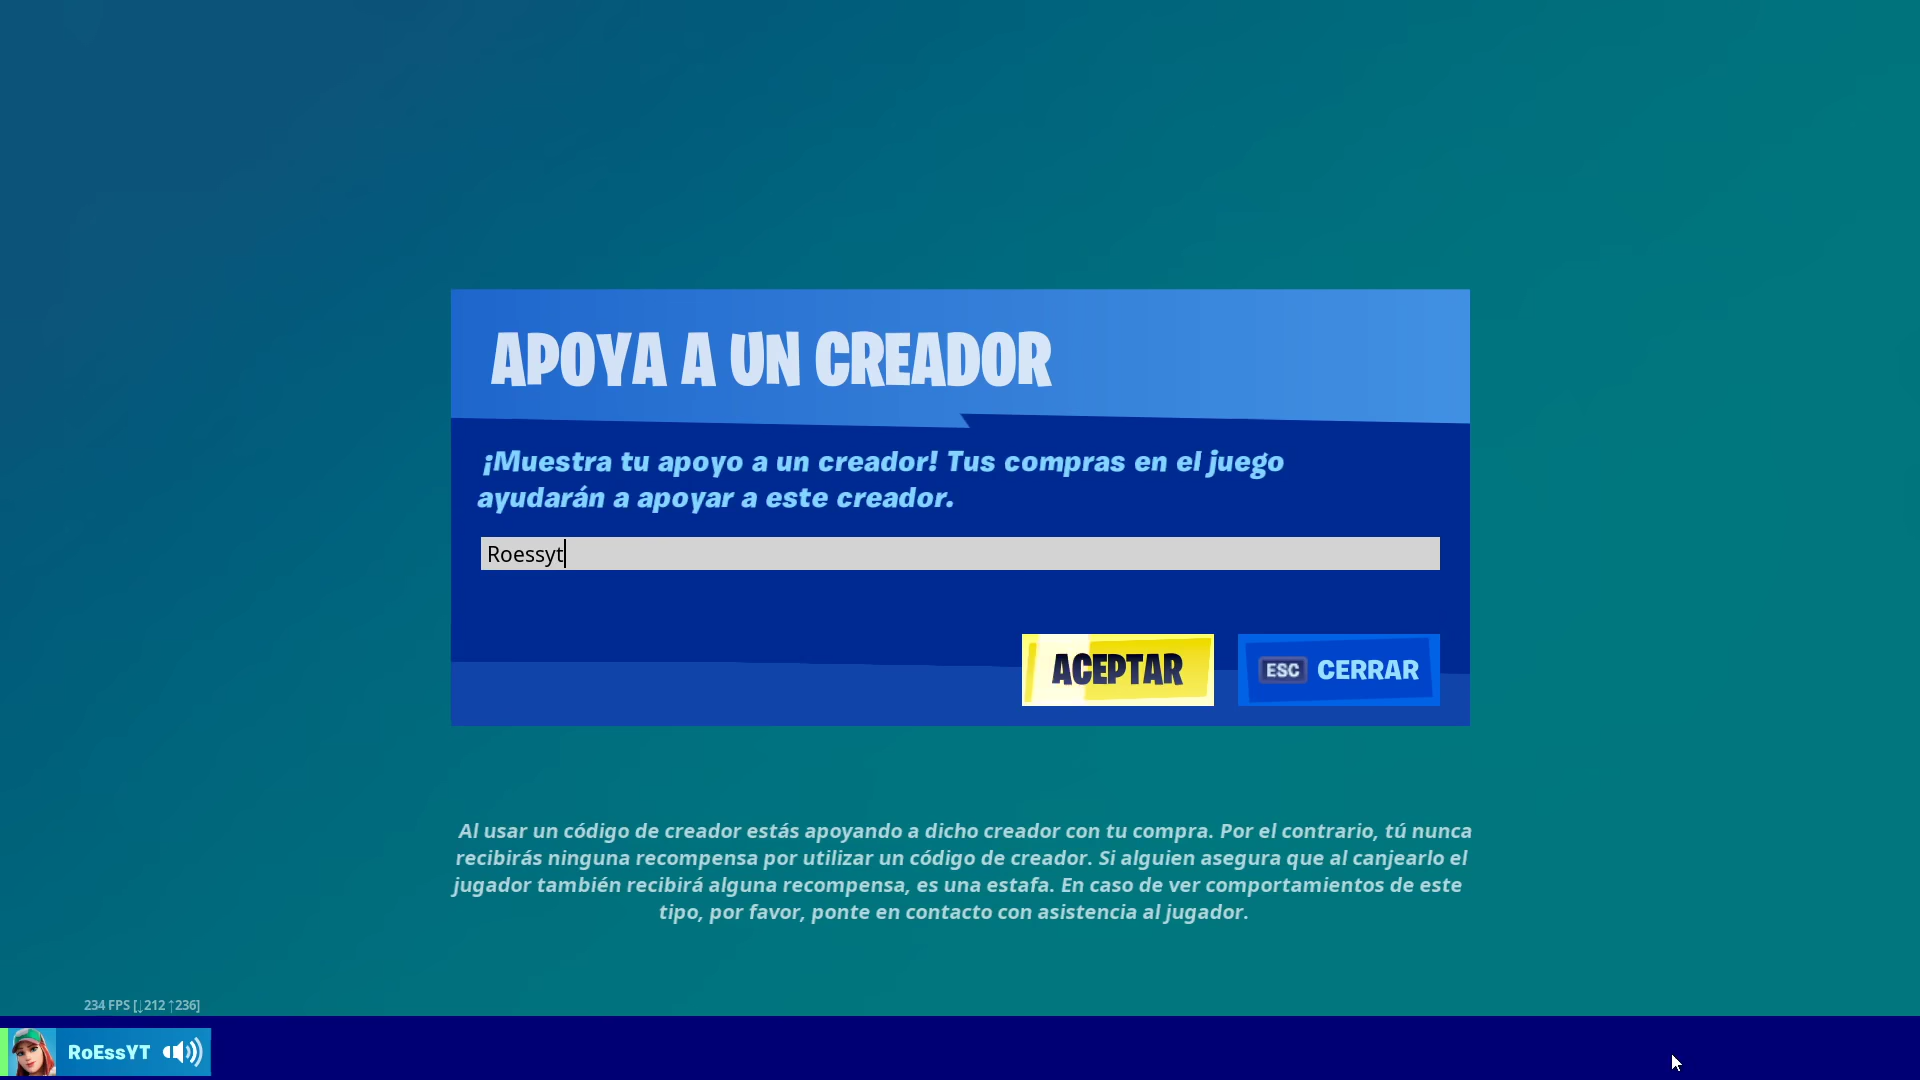 APOYA A UN CREADOR
¡Muestra tu apoyo a un creador! Tus compras en el juego
ayudarán a apoyar a este creador.
Roessyt
ACEPTAR
ESC CERRAR
Al usar un código de creador estás apoyando a dicho creador con tu compra. Por el contrario, tú nunca
recibirás ninguna recompensa por utilizar un código de creador. Si alguien asegura que al canjearlo el
jugador también recibirá alguna recompensa, es una estafa. En caso de ver comportamientos de este
tipo, por favor, ponte en contacto con asistencia al jugador.
234 FPS [↓212 ↑236]
RoEssYT